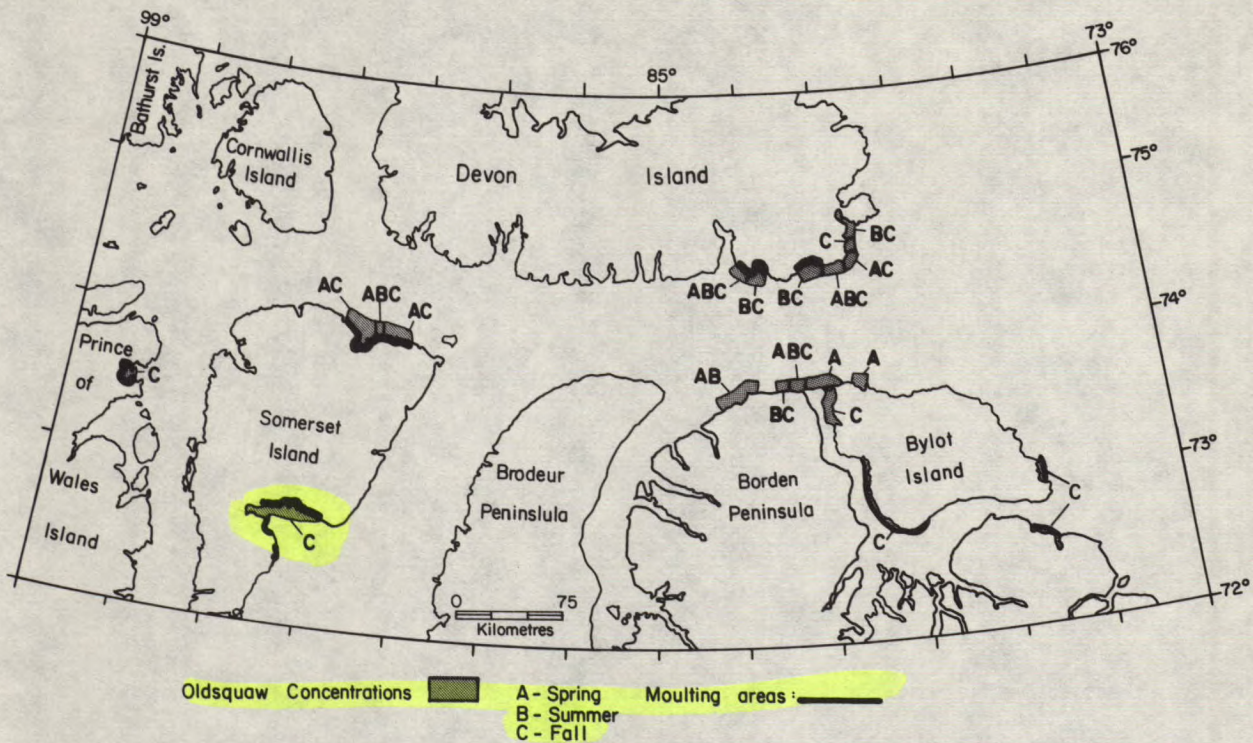 99°
73°
76°
85°
Bathurst Is.
Cornwallis
Island
Devon Island
75°
BC
C
AC
ABC
BC
BC
ABC
74°
AC
ABC
AC
Prince
of
C
Wales
Island
Somerset
Island
C
ABC
A
A
AB
BC
C
73°
Brodeur
Peninslula
Borden
Peninsula
Bylot
Island
C
C
72°
0 75
Kilometres
Oldsquaw Concentrations A - Spring Moulting areas:
B - Summer
C - Fall